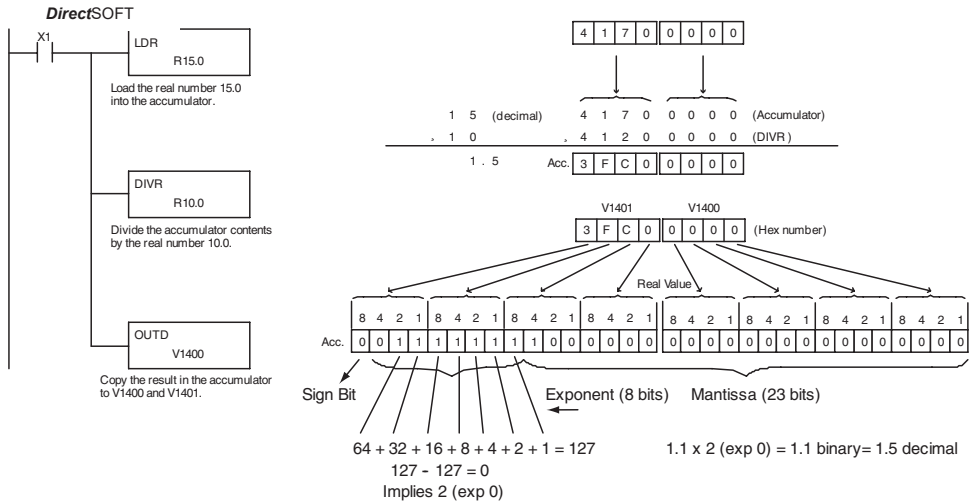 DirectSOFT
X1
LDR
R15.0
Load the real number 15.0
into the accumulator.
DIVR
R10.0
Divide the accumulator contents
by the real number 10.0.
OUTD
V1400
Copy the result in the accumulator
to V1400 and V1401.
4 1 7 0 0 0 0 0
1 5 (decimal) 4 1 7 0 0 0 0 0 (Accumulator)
1 0 4 1 2 0 0 0 0 0 (DIVR)
1 . 5 Acc. 3 F C 0 0 0 0 0
V1401 V1400
3 F C 0 0 0 0 0 (Hex number)
Real Value
8 4 2 1 8 4 2 1 8 4 2 1 8 4 2 1 8 4 2 1 8 4 2 1 8 4 2 1 8 4 2 1
Acc. 0 0 1 1 1 1 1 1 1 1 0 0 0 0 0 0 0 0 0 0 0 0 0 0 0 0 0 0 0 0 0 0
Sign Bit Exponent (8 bits) Mantissa (23 bits)
64 + 32 + 16 + 8 + 4 + 2 + 1 = 127 1.1 x 2 (exp 0) = 1.1 binary= 1.5 decimal
127 - 127 = 0
Implies 2 (exp 0)